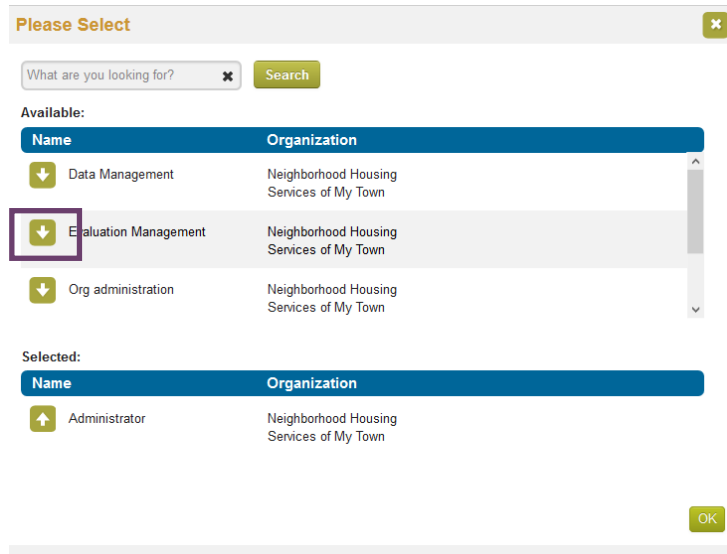 Please Select
What are you looking for? Search
Available:
Name Organization
Data Management Neighborhood Housing
Services of My Town
Evaluation Management Neighborhood Housing
Services of My Town
Org administration Neighborhood Housing
Services of My Town
Selected:
Name Organization
Administrator Neighborhood Housing
Services of My Town
OK